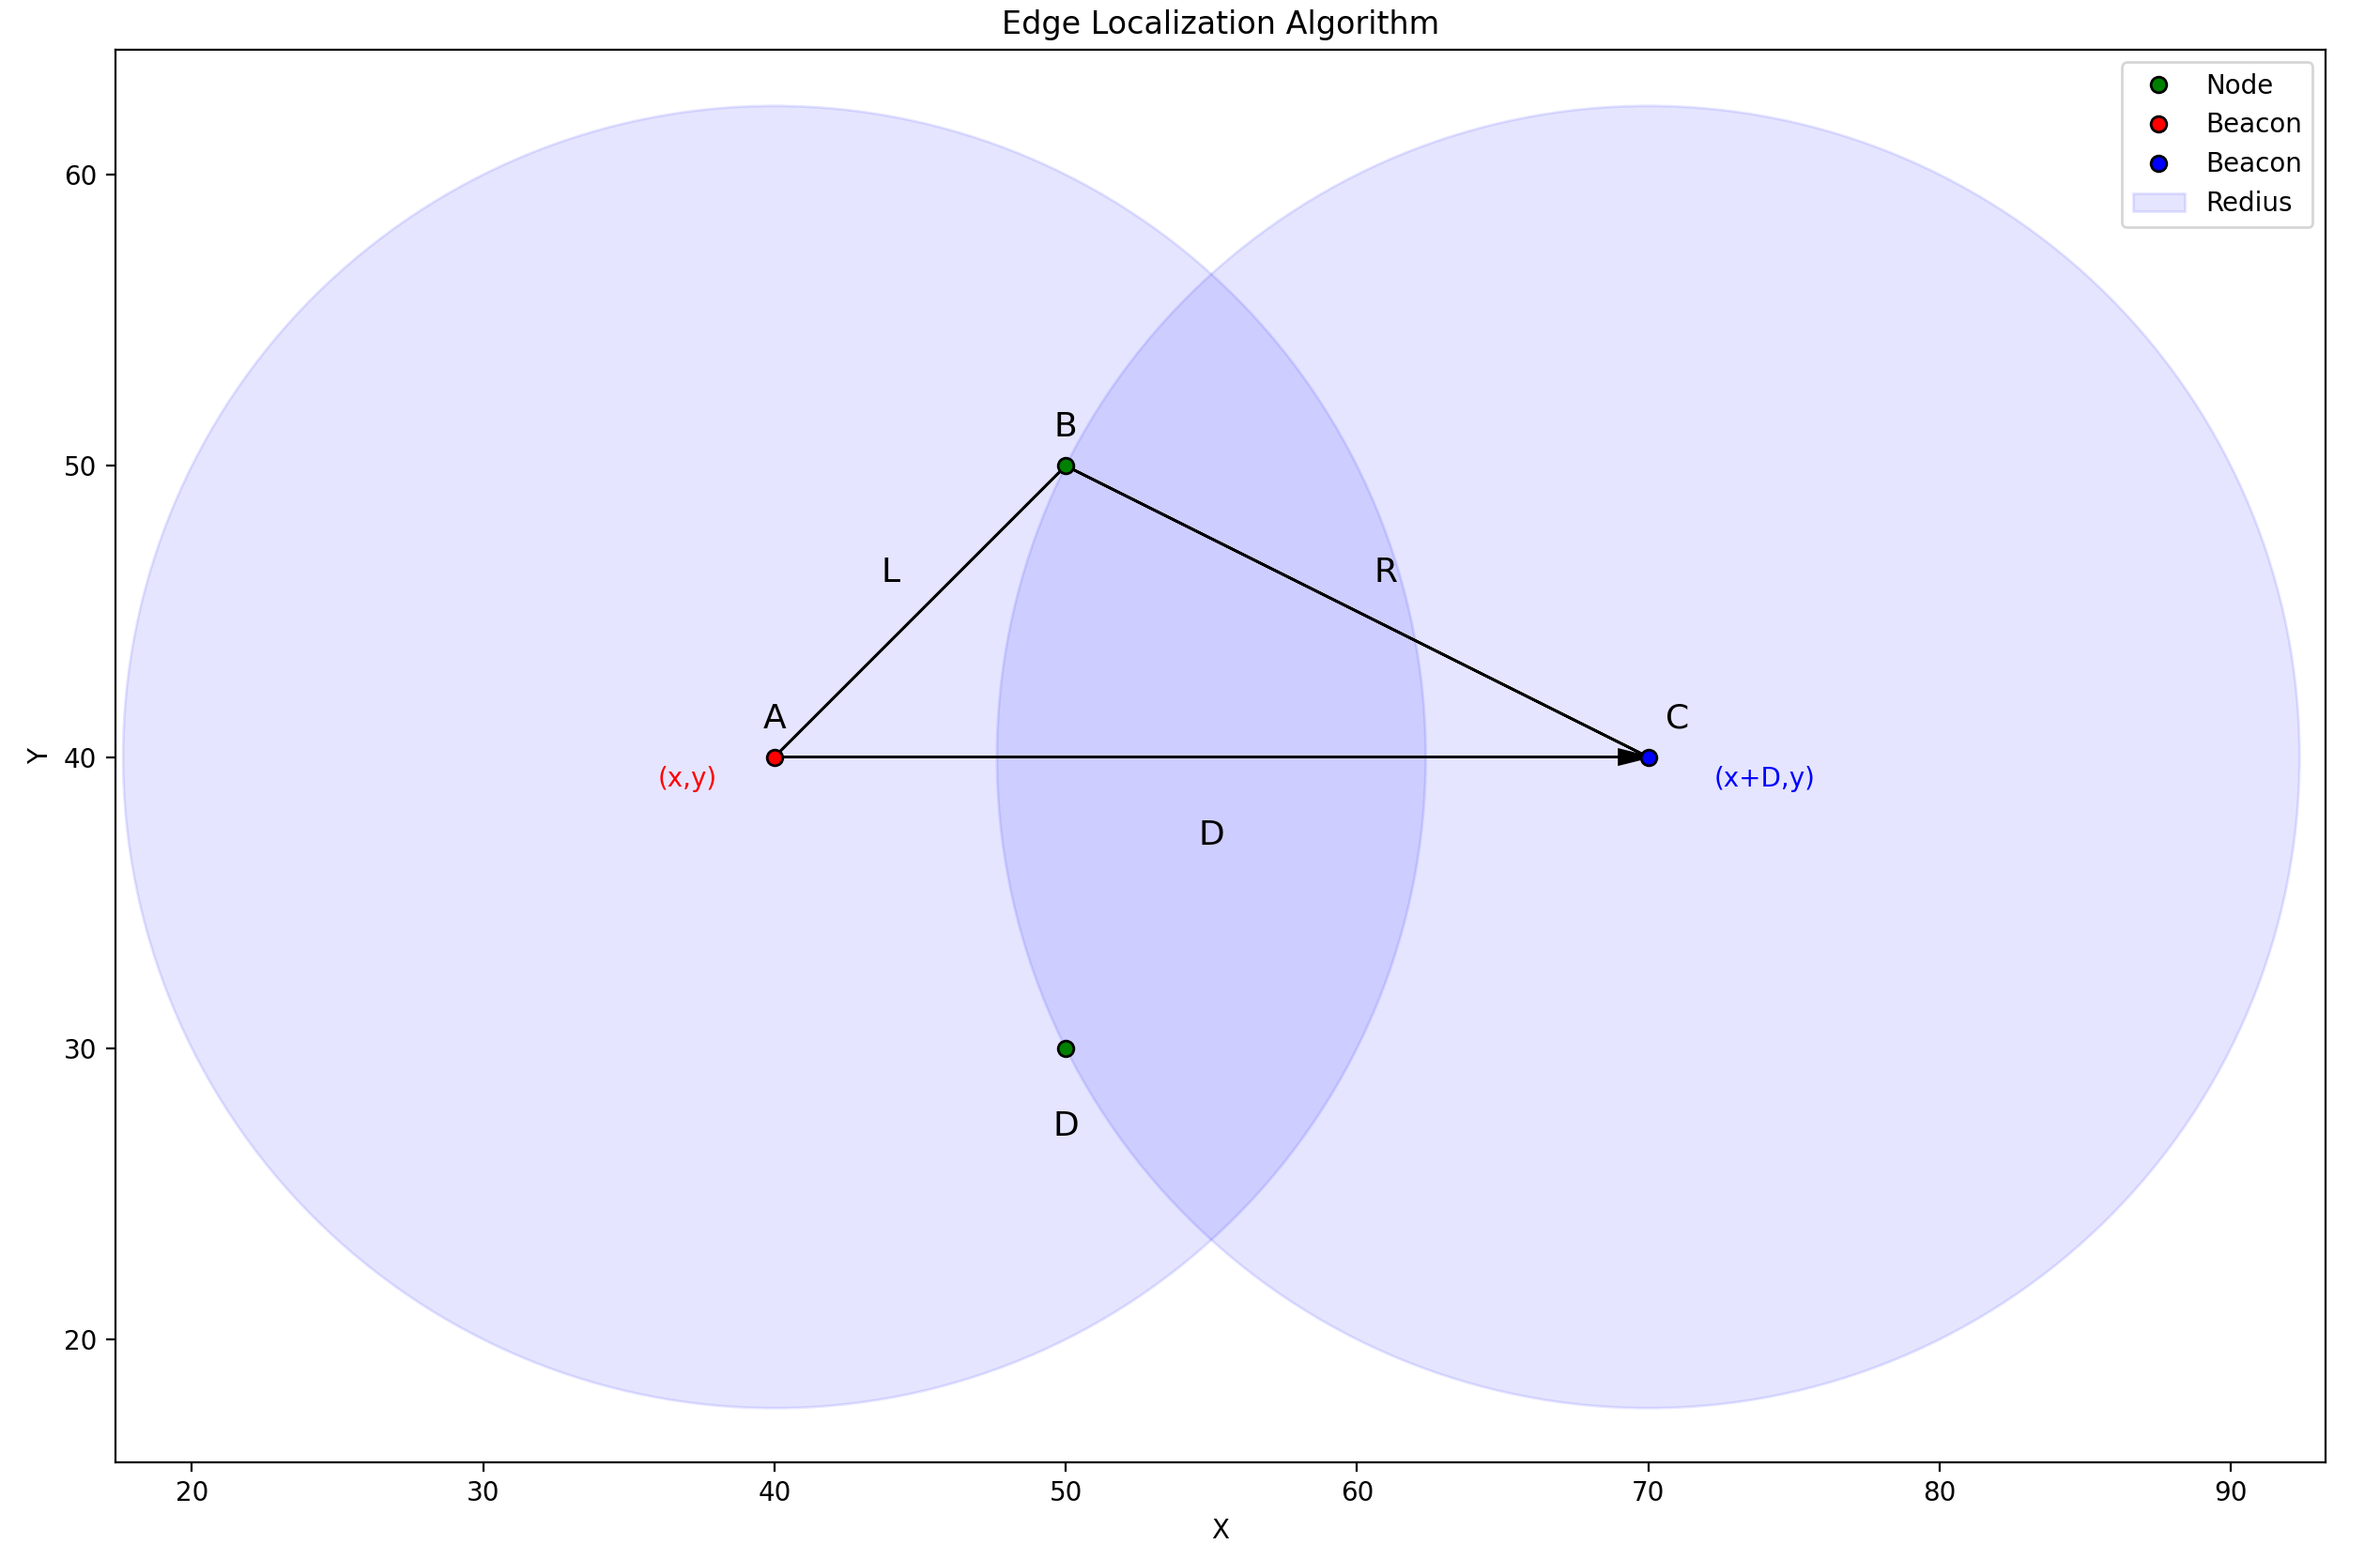 Edge Localization Algorithm
Node
Beacon
Beacon
Redius
60
50
40
30
20
Y
B
L
R
A
C
(x,y)
(x+D,y)
D
D
20
30
40
50
60
70
80
90
X